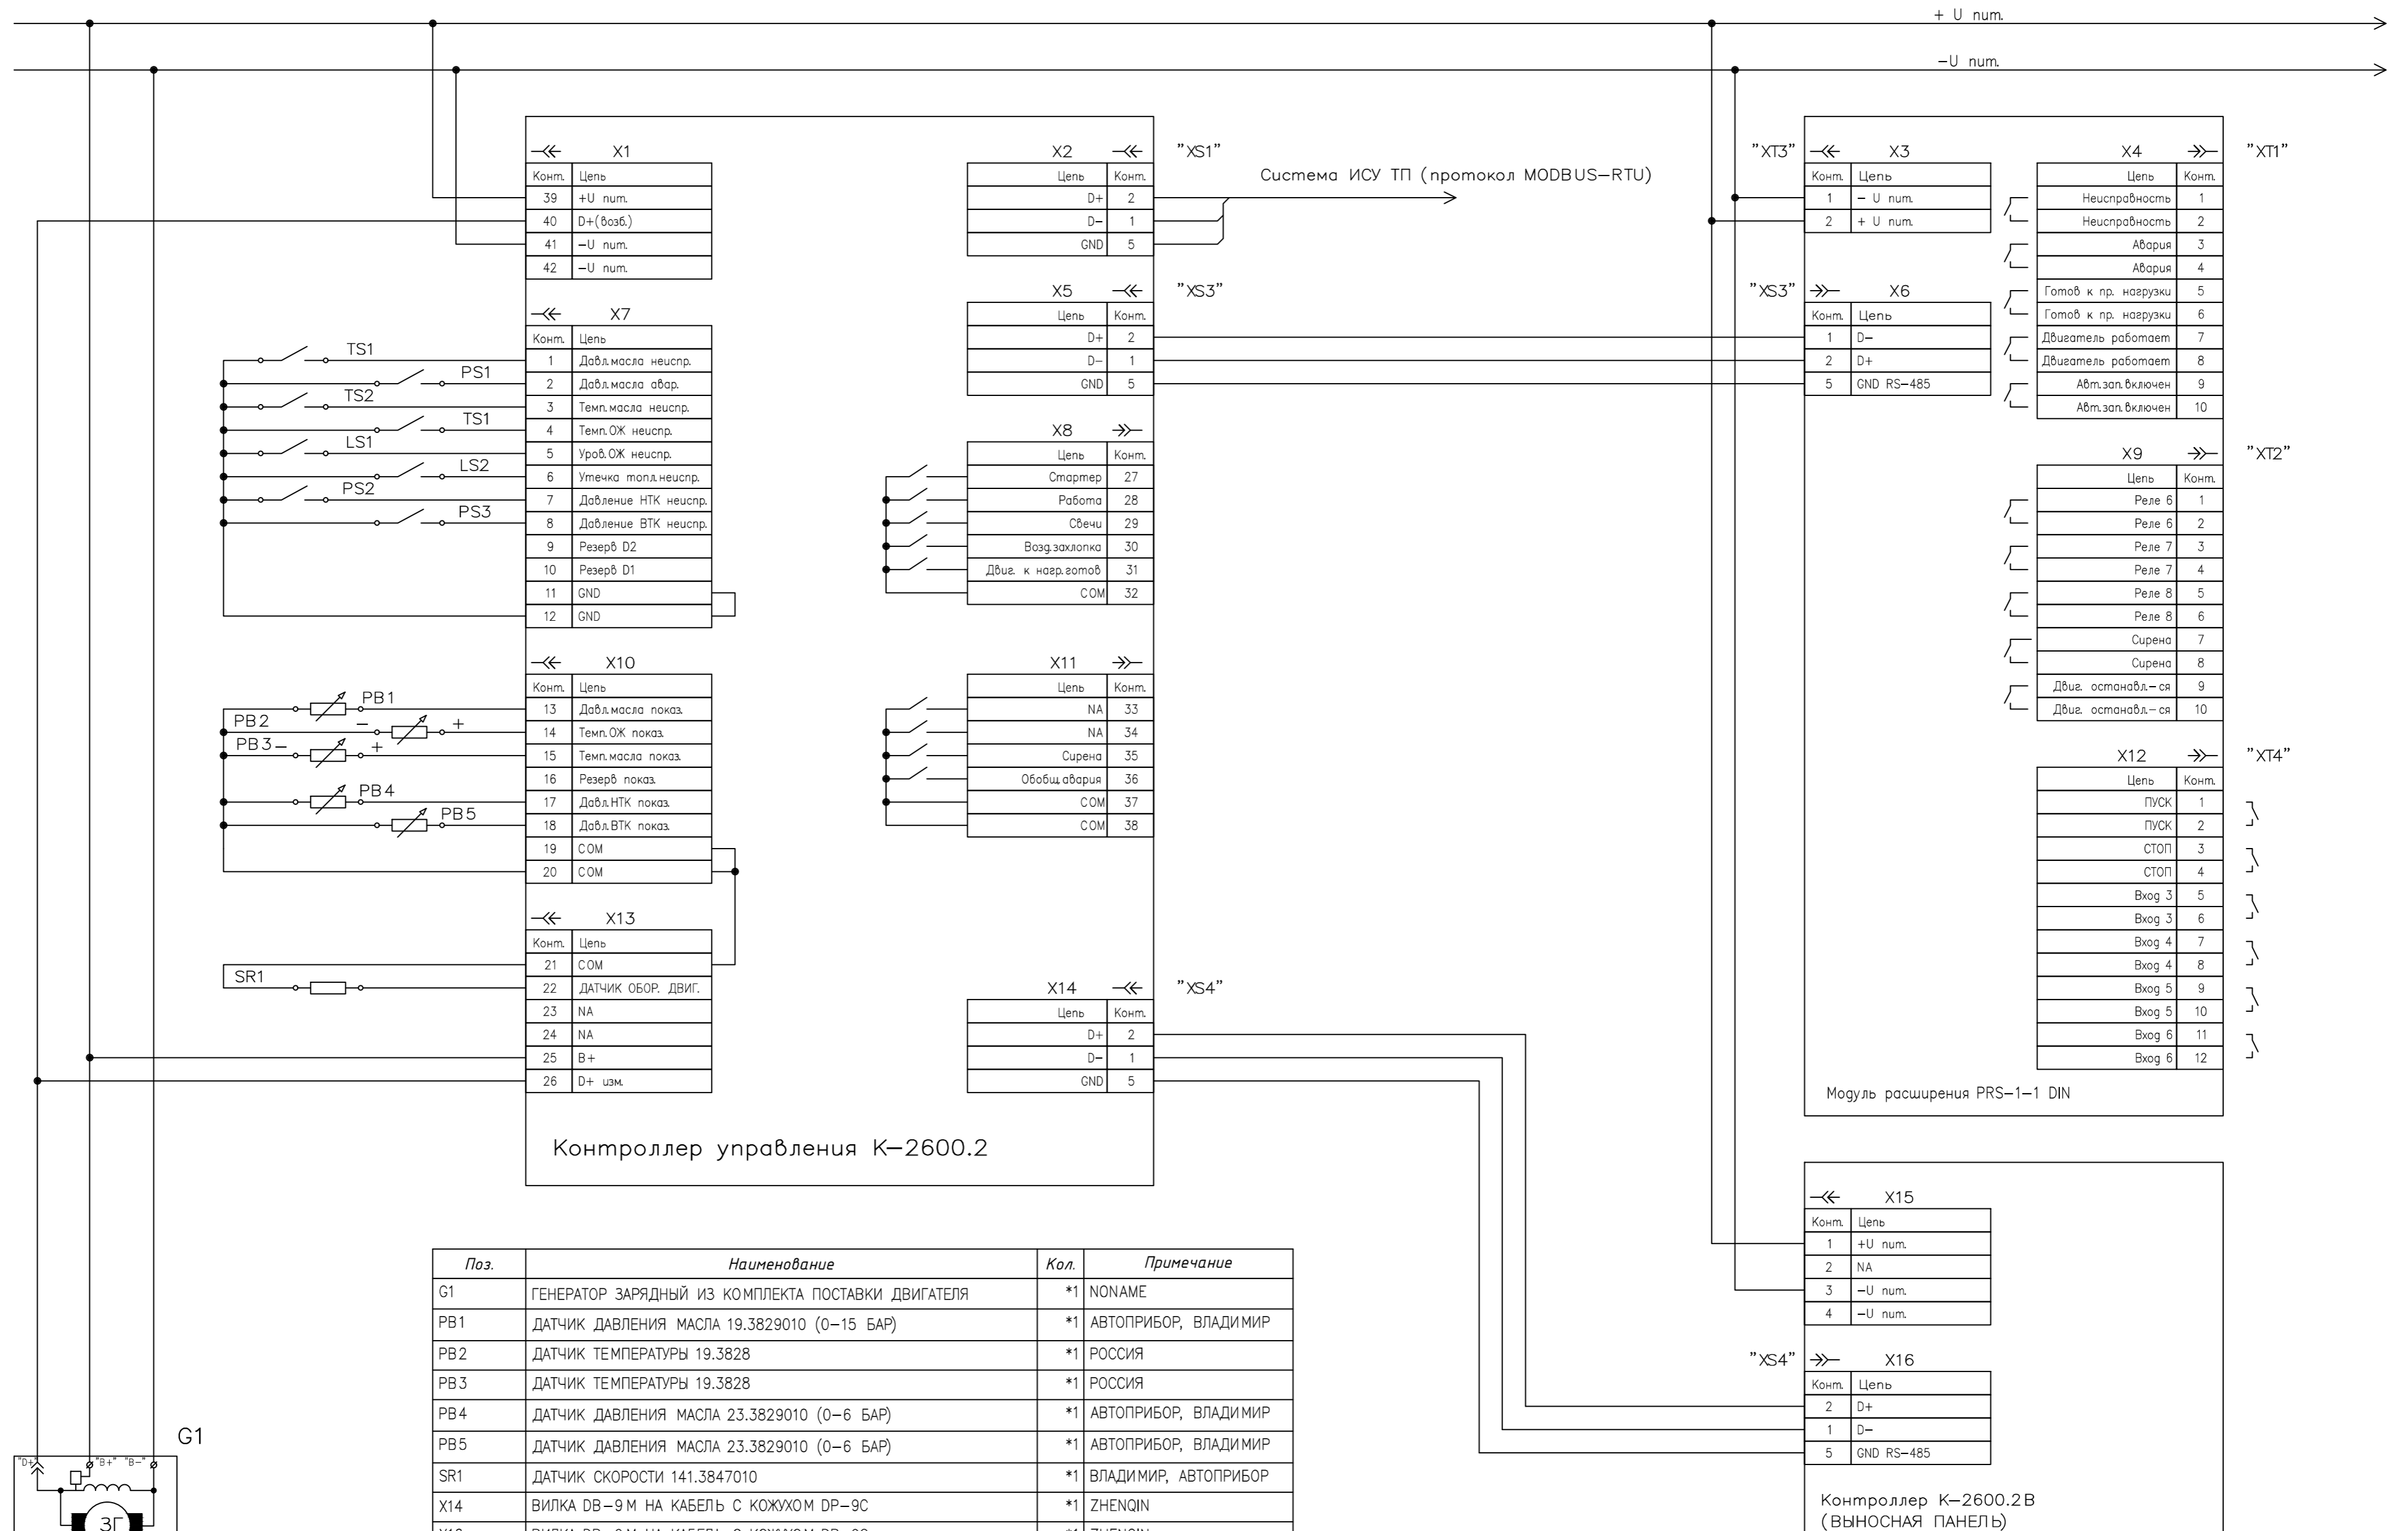 + U пит.
−U пит.
X1
Конт. Цепь
39 +U пит.
40 D+(возб.)
41 −U пит.
42 −U пит.
X2 "XS1"
Цепь Конт.
D+ 2
D− 1
GND 5
Система ИСУ ТП (протокол MODBUS−RTU)
"XT3" X3
Конт. Цепь
1 − U пит.
2 + U пит.
X4 "XT1"
Цепь Конт.
Неисправность 1
Неисправность 2
Авария 3
Авария 4
Готов к пр. нагрузки 5
Готов к пр. нагрузки 6
Двигатель работает 7
Двигатель работает 8
Авт.зап.включен 9
Авт.зап.включен 10
X5 "XS3"
Цепь Конт.
D+ 2
D− 1
GND 5
"XS3" X6
Конт. Цепь
1 D−
2 D+
5 GND RS−485
X7
Конт. Цепь
TS1 1 Давл.масла неиспр.
PS1 2 Давл.масла авар.
TS2 3 Темп.масла неиспр.
TS1 4 Темп.ОЖ неиспр.
LS1 5 Уров.ОЖ неиспр.
LS2 6 Утечка топл.неиспр.
PS2 7 Давление НТК неиспр.
PS3 8 Давление ВТК неиспр.
9 Резерв D2
10 Резерв D1
11 GND
12 GND
X8
Цепь Конт.
Стартер 27
Работа 28
Свечи 29
Возд.захлопка 30
Двиг. к нагр.готов 31
COM 32
X9 "XT2"
Цепь Конт.
Реле 6 1
Реле 6 2
Реле 7 3
Реле 7 4
Реле 8 5
Реле 8 6
Сирена 7
Сирена 8
Двиг. останавл.−ся 9
Двиг. останавл.−ся 10
X10
Конт. Цепь
PB1 13 Давл.масла показ.
PB2 − + 14 Темп.ОЖ показ.
PB3 − + 15 Темп.масла показ.
16 Резерв показ.
PB4 17 Давл.НТК показ.
PB5 18 Давл.ВТК показ.
19 COM
20 COM
X11
Цепь Конт.
NA 33
NA 34
Сирена 35
Обобщ.авария 36
COM 37
COM 38
X12 "XT4"
Цепь Конт.
ПУСК 1
ПУСК 2
СТОП 3
СТОП 4
Вход 3 5
Вход 3 6
Вход 4 7
Вход 4 8
Вход 5 9
Вход 5 10
Вход 6 11
Вход 6 12
Модуль расширения PRS−1−1 DIN
X13
Конт. Цепь
21 COM
SR1 22 ДАТЧИК ОБОР. ДВИГ.
23 NA
24 NA
25 B+
26 D+ изм.
X14 "XS4"
Цепь Конт.
D+ 2
D− 1
GND 5
Контроллер управления К−2600.2
X15
Конт. Цепь
1 +U пит.
2 NA
3 −U пит.
4 −U пит.
"XS4" X16
Конт. Цепь
2 D+
1 D−
5 GND RS−485
Контроллер К−2600.2В
(ВЫНОСНАЯ ПАНЕЛЬ)
Поз. Наименование Кол. Примечание
G1 ГЕНЕРАТОР ЗАРЯДНЫЙ ИЗ КОМПЛЕКТА ПОСТАВКИ ДВИГАТЕЛЯ *1 NONAME
PB1 ДАТЧИК ДАВЛЕНИЯ МАСЛА 19.3829010 (0−15 БАР) *1 АВТОПРИБОР, ВЛАДИМИР
PB2 ДАТЧИК ТЕМПЕРАТУРЫ 19.3828 *1 РОССИЯ
PB3 ДАТЧИК ТЕМПЕРАТУРЫ 19.3828 *1 РОССИЯ
PB4 ДАТЧИК ДАВЛЕНИЯ МАСЛА 23.3829010 (0−6 БАР) *1 АВТОПРИБОР, ВЛАДИМИР
PB5 ДАТЧИК ДАВЛЕНИЯ МАСЛА 23.3829010 (0−6 БАР) *1 АВТОПРИБОР, ВЛАДИМИР
SR1 ДАТЧИК СКОРОСТИ 141.3847010 *1 ВЛАДИМИР, АВТОПРИБОР
X14 ВИЛКА DB−9M НА КАБЕЛЬ С КОЖУХОМ DP−9C *1 ZHENQIN
G1
"D+" "B+" "B−"
ЗГ